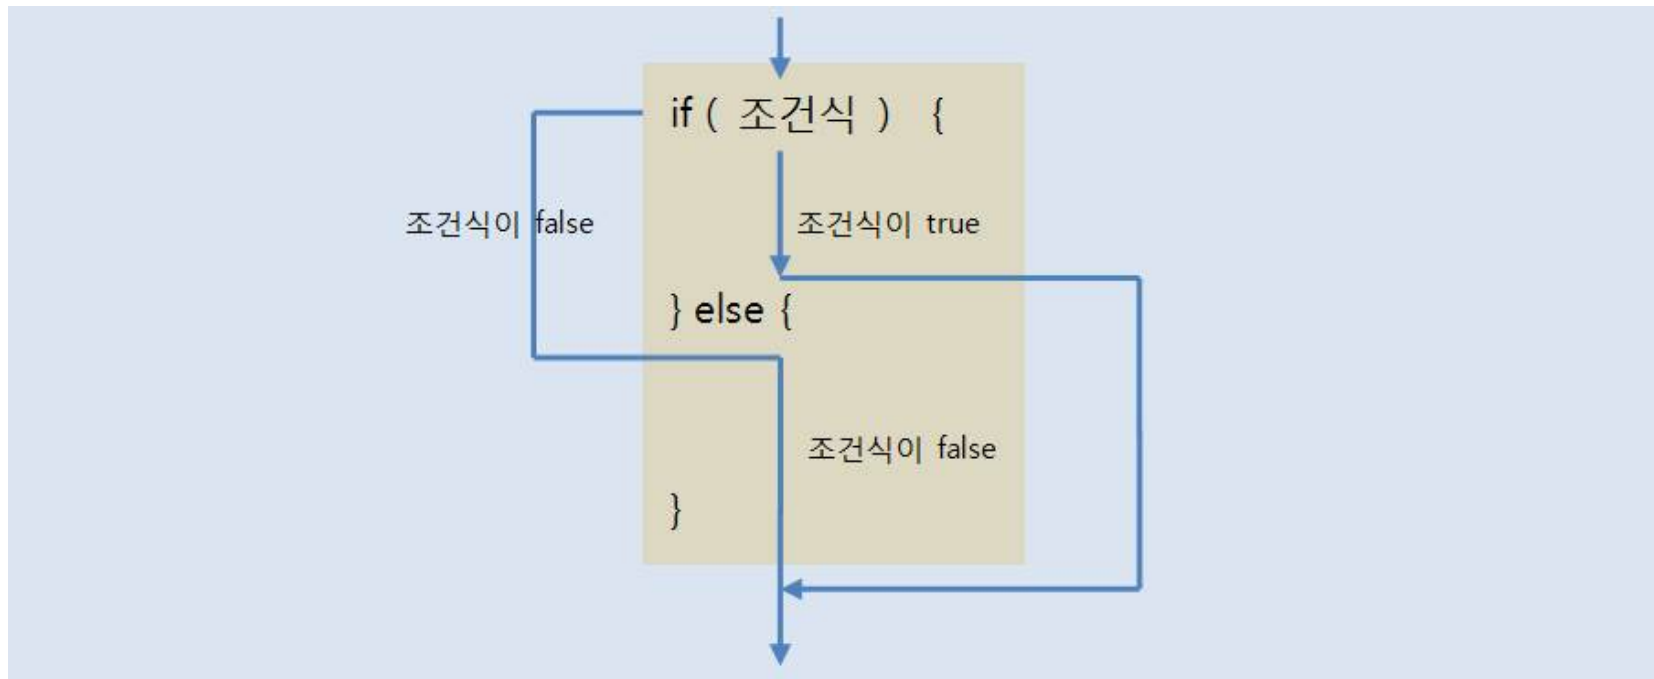 if ( 조건식 ) {
조건식이 false
조건식이 true
} else {
조건식이 false
}